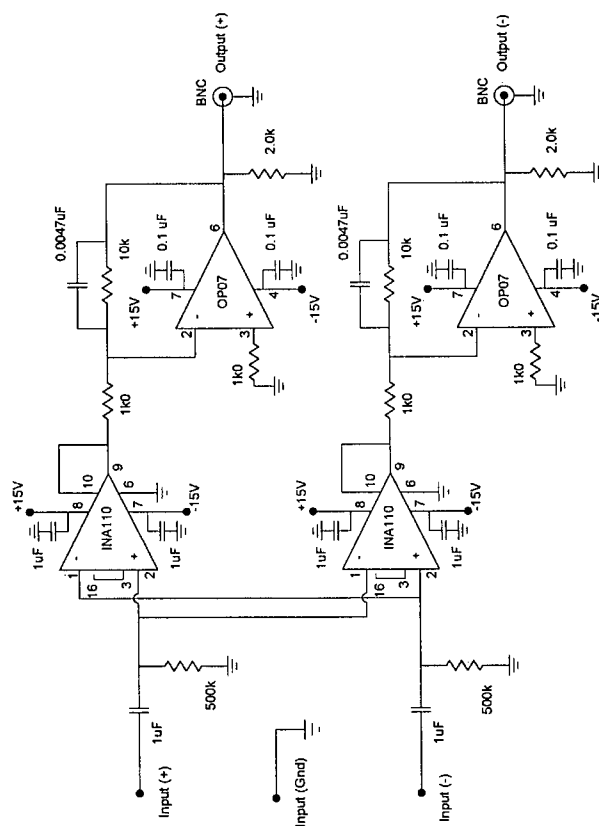 Input (+)
1uF
500k
1
16
3
2
-
+
INA110
1uF
8
+15V
1uF
7
-15V
10
9
6
1k0
0.0047uF
10k
+15V
0.1 uF
7
2
3
-
+
OP07
6
1k0
4
-15V
0.1 uF
2.0k
BNC
Output (+)
Input (Gnd)
Input (-)
1uF
500k
1
16
3
2
-
+
INA110
1uF
8
+15V
1uF
7
-15V
10
9
6
1k0
0.0047uF
10k
+15V
0.1 uF
7
2
3
-
+
OP07
6
1k0
4
-15V
0.1 uF
2.0k
BNC
Output (-)